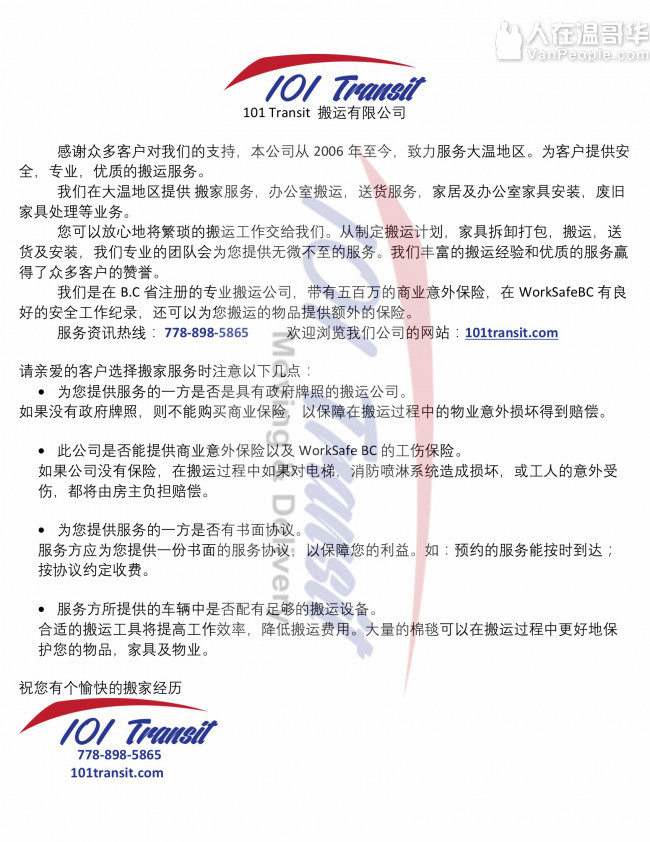 人在温哥华
VanPeople.com
101 Transit
101 Transit 搬运有限公司
感谢众多客户对我们的支持，本公司从 2006 年至今，致力服务大温地区。为客户提供安
全，专业，优质的搬运服务。
我们在大温地区提供 搬家服务，办公室搬运，送货服务，家居及办公室家具安装，废旧
家具处理等业务。
您可以放心地将繁琐的搬运工作交给我们。从制定搬运计划，家具拆卸打包，搬运，送
货及安装，我们专业的团队会为您提供无微不至的服务。我们丰富的搬运经验和优质的服务赢
得了众多客户的赞誉。
我们是在 B.C 省注册的专业搬运公司，带有五百万的商业意外保险，在 WorkSafeBC 有良
好的安全工作纪录，还可以为您搬运的物品提供额外的保险。
服务资讯热线：778-898-5865 欢迎浏览我们公司的网站：101transit.com
请亲爱的客户选择搬家服务时注意以下几点：
• 为您提供服务的一方是否是具有政府牌照的搬运公司。
如果没有政府牌照，则不能购买商业保险，以保障在搬运过程中的物业意外损坏得到赔偿。
• 此公司是否能提供商业意外保险以及 WorkSafe BC 的工伤保险。
如果公司没有保险，在搬运过程中如果对电梯，消防喷淋系统造成损坏，或工人的意外受
伤，都将由房主负担赔偿。
• 为您提供服务的一方是否有书面协议。
服务方应为您提供一份书面的服务协议，以保障您的利益。如：预约的服务能按时到达；
按协议约定收费。
• 服务方所提供的车辆中是否配有足够的搬运设备。
合适的搬运工具将提高工作效率，降低搬运费用。大量的棉毯可以在搬运过程中更好地保
护您的物品，家具及物业。
祝您有个愉快的搬家经历
101 Transit
778-898-5865
101transit.com
101 Transit
Moving & Delivery